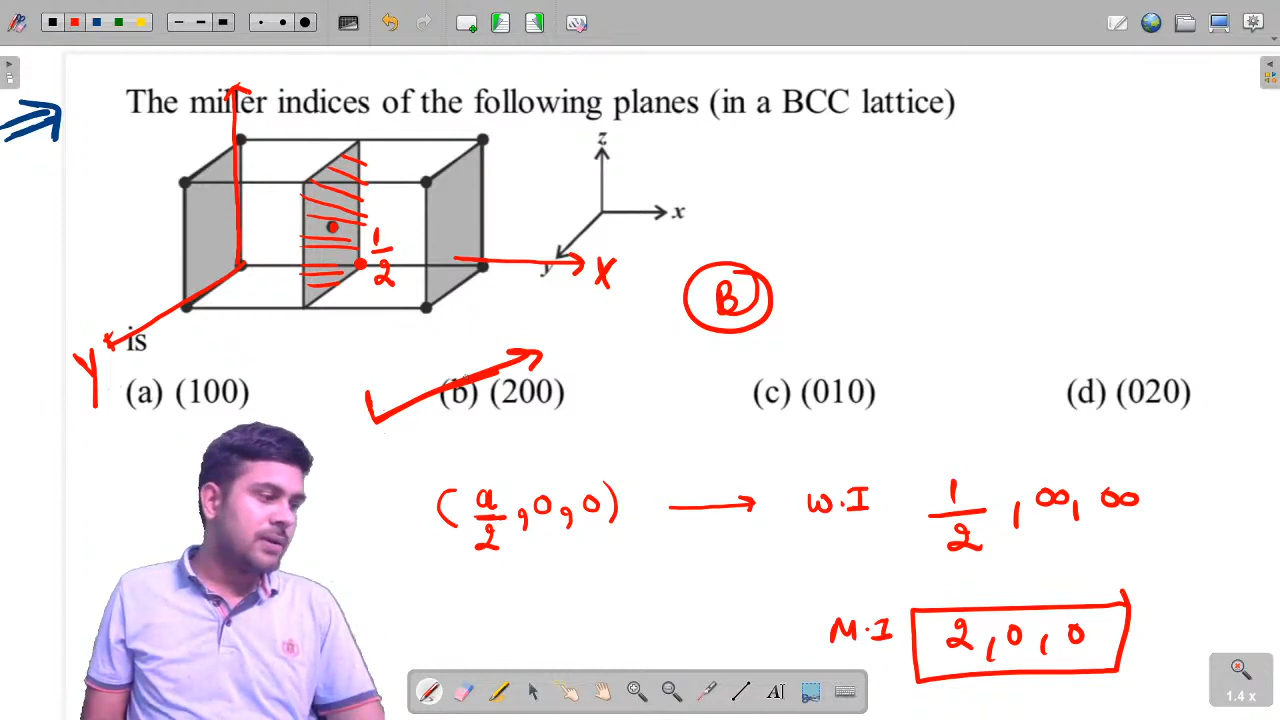 The miller indices of the following planes (in a BCC lattice)
z
x
y
1/2
X
B
Y
is
(a) (100) (b) (200) (c) (010) (d) (020)
(a/2, 0, 0) → W.I 1/2, ∞, ∞
M.I 2, 0, 0
AI
1.4 x